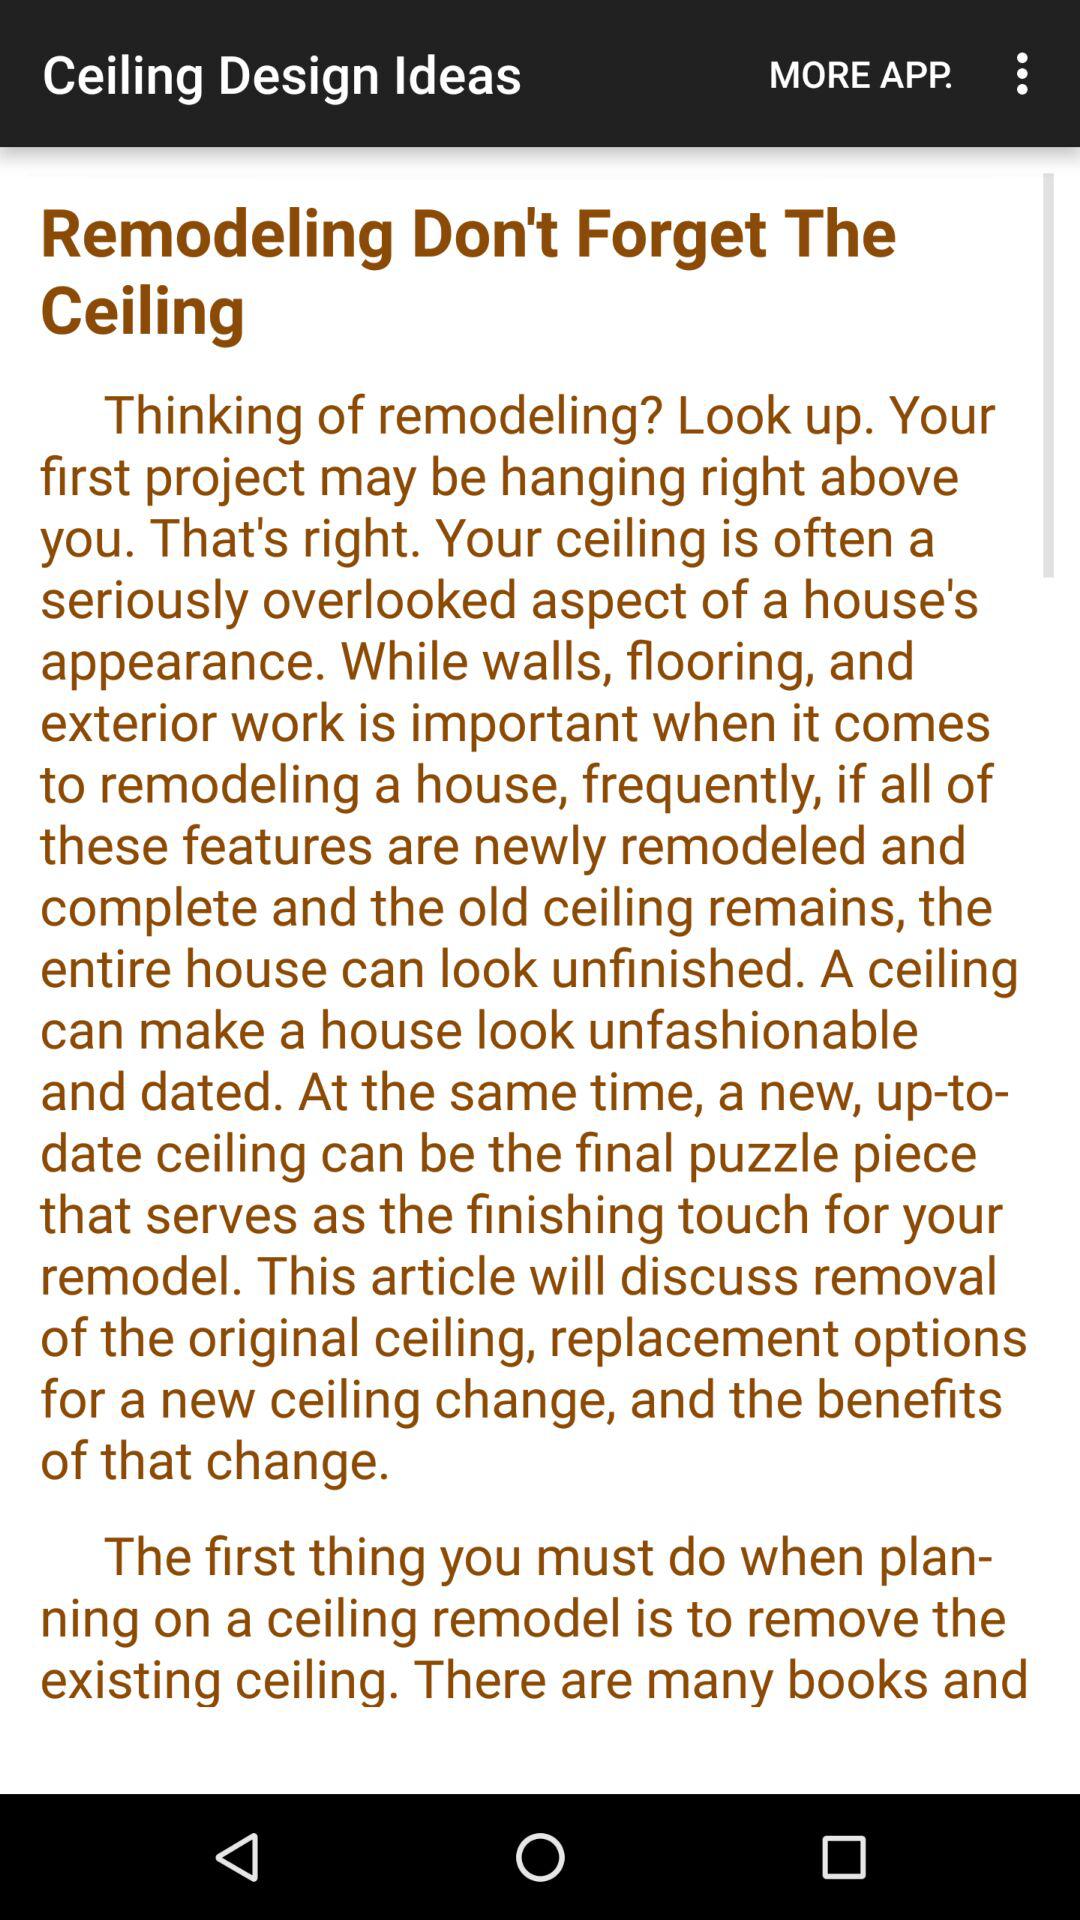 Ceiling Design Ideas MORE APP.
Remodeling Don't Forget The
Ceiling
Thinking of remodeling? Look up. Your
first project may be hanging right above
you. That's right. Your ceiling is often a
seriously overlooked aspect of a house's
appearance. While walls, flooring, and
exterior work is important when it comes
to remodeling a house, frequently, if all of
these features are newly remodeled and
complete and the old ceiling remains, the
entire house can look unfinished. A ceiling
can make a house look unfashionable
and dated. At the same time, a new, up-to-
date ceiling can be the final puzzle piece
that serves as the finishing touch for your
remodel. This article will discuss removal
of the original ceiling, replacement options
for a new ceiling change, and the benefits
of that change.
The first thing you must do when plan-
ning on a ceiling remodel is to remove the
existing ceiling. There are many books and